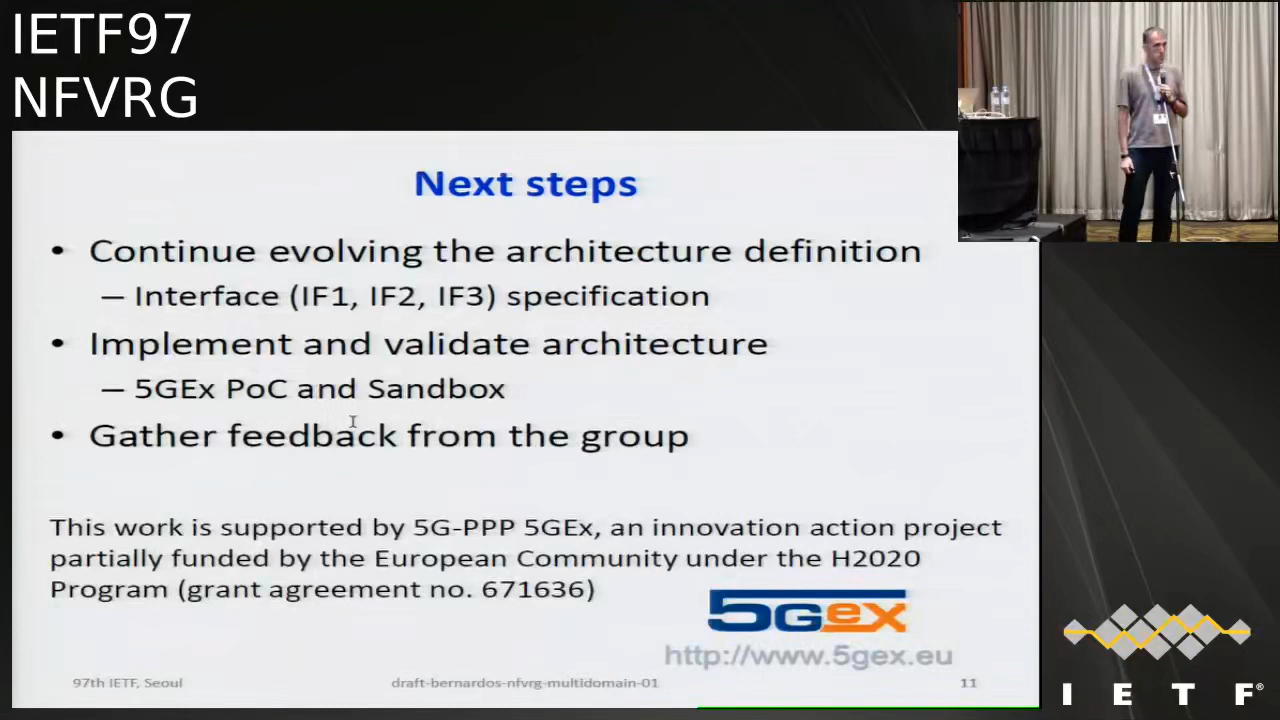 IETF97
NFVRG
Next steps
• Continue evolving the architecture definition
– Interface (IF1, IF2, IF3) specification
• Implement and validate architecture
– 5GEx PoC and Sandbox
• Gather feedback from the group
This work is supported by 5G-PPP 5GEx, an innovation action project
partially funded by the European Community under the H2020
Program (grant agreement no. 671636)
5Gex
http://www.5gex.eu
97th IETF, Seoul
draft-bernardos-nfvrg-multidomain-01
11
I E T F®